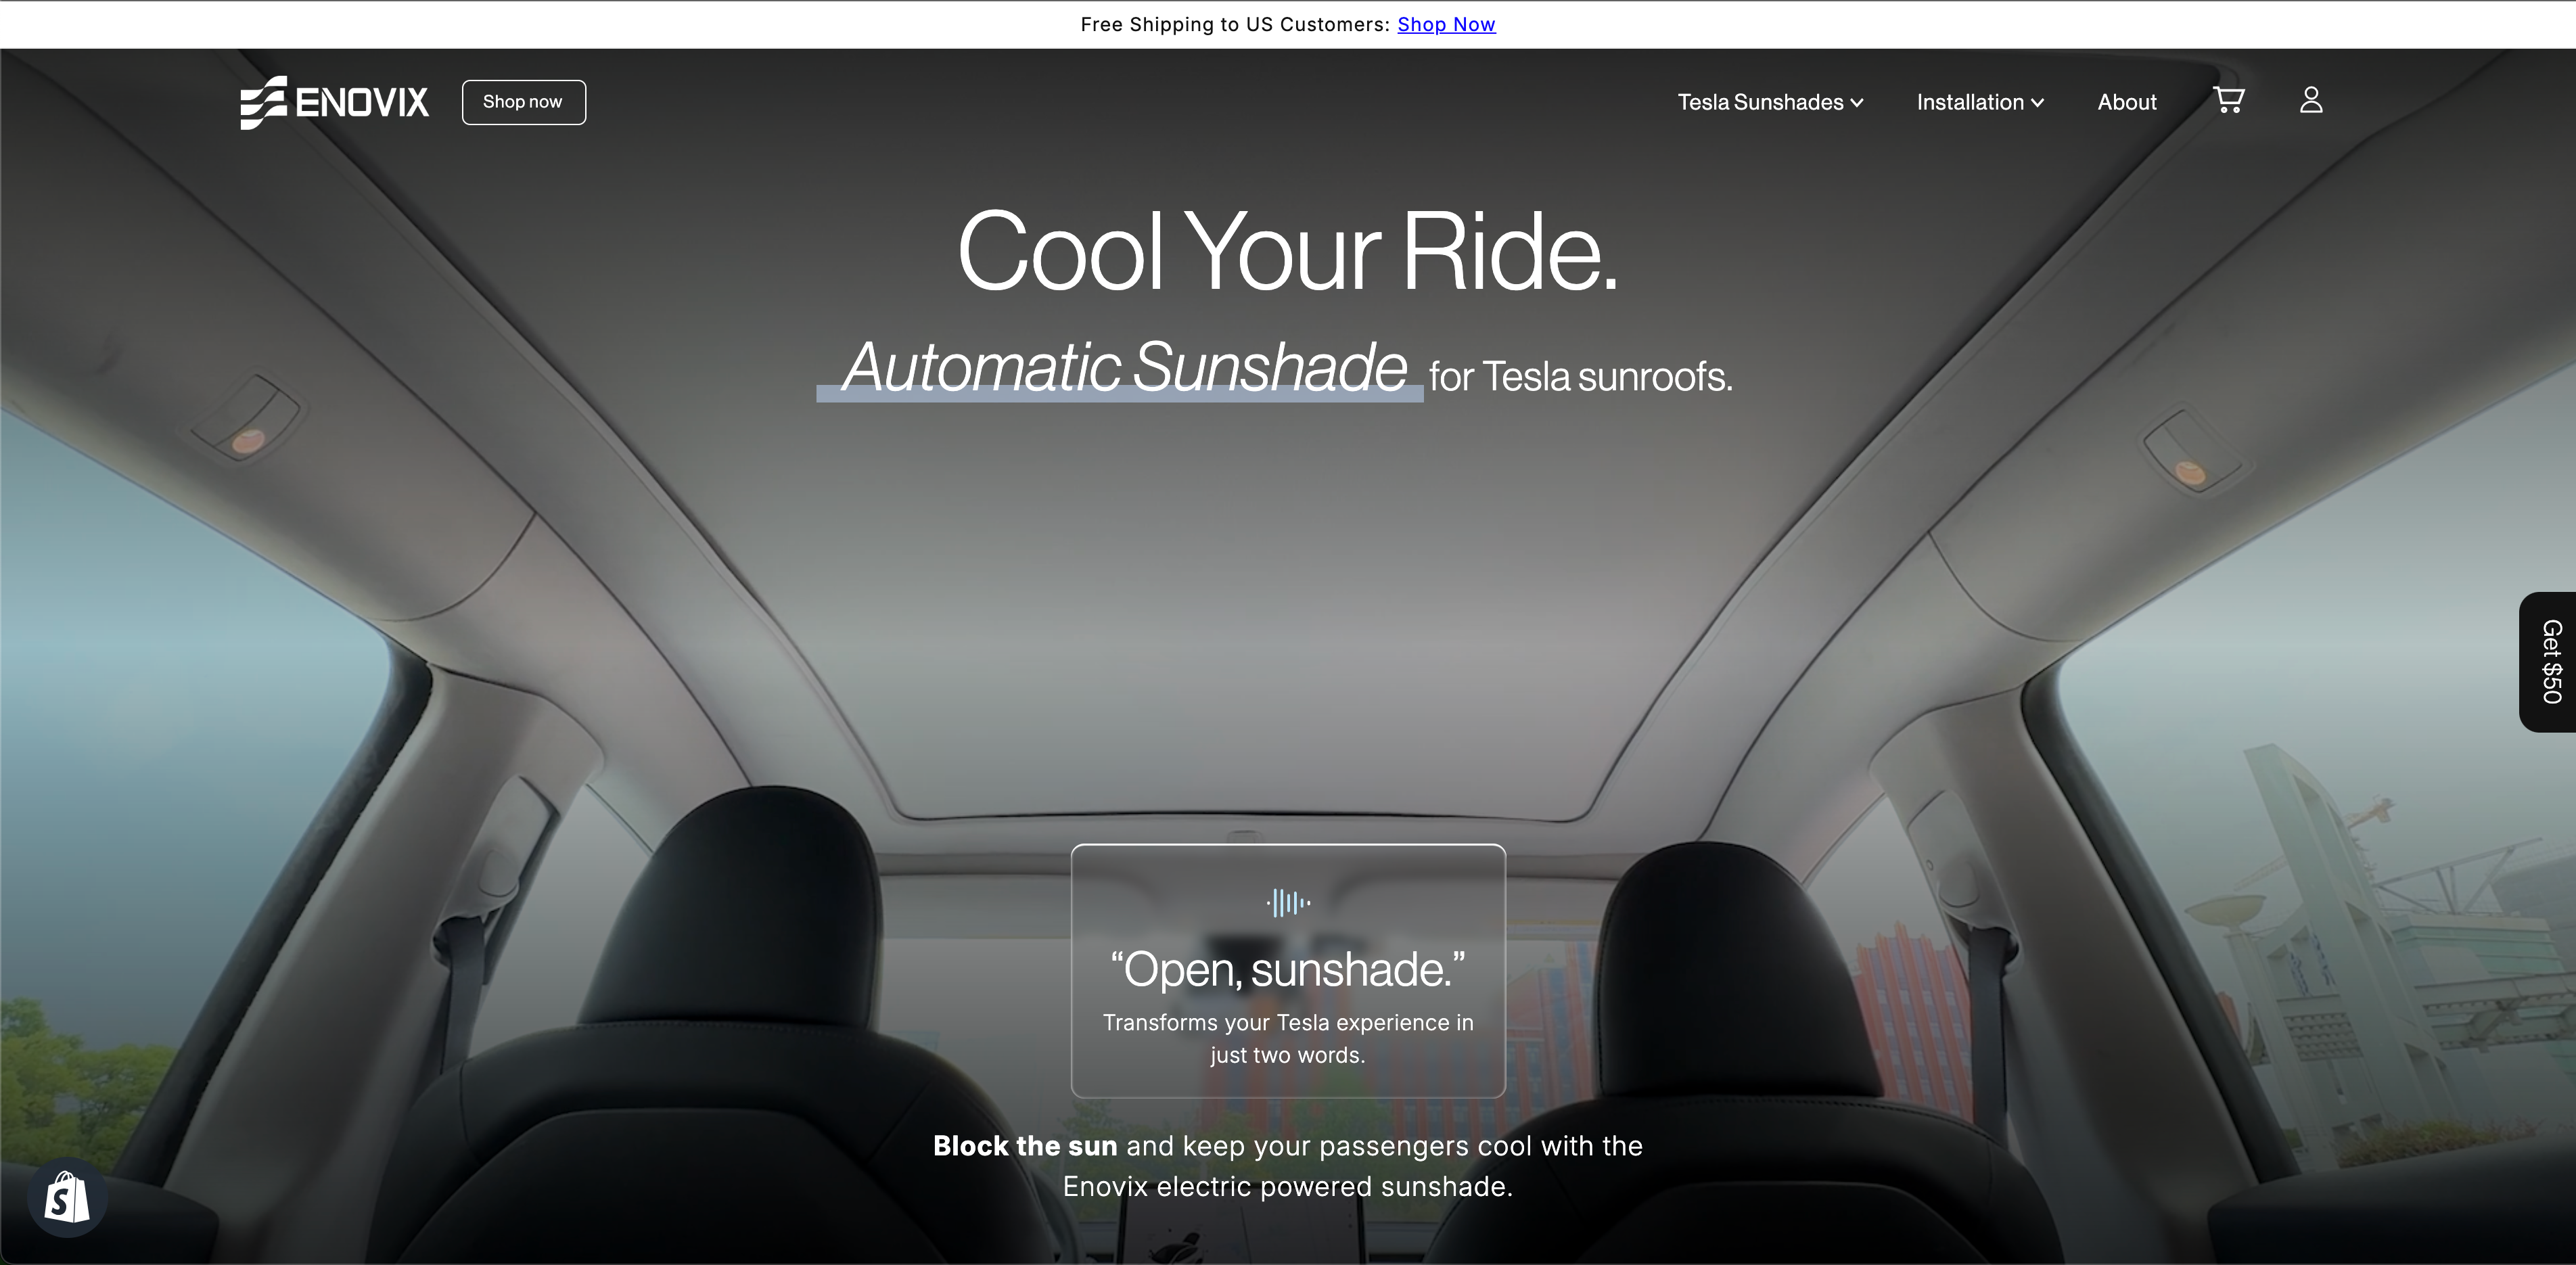 Free Shipping to US Customers: Shop Now
ENOVIX
Shop now
Tesla Sunshades
Installation
About
Cool Your Ride.
Automatic Sunshade for Tesla sunroofs.
Get $50
“Open, sunshade.”
Transforms your Tesla experience in
just two words.
Block the sun and keep your passengers cool with the
Enovix electric powered sunshade.